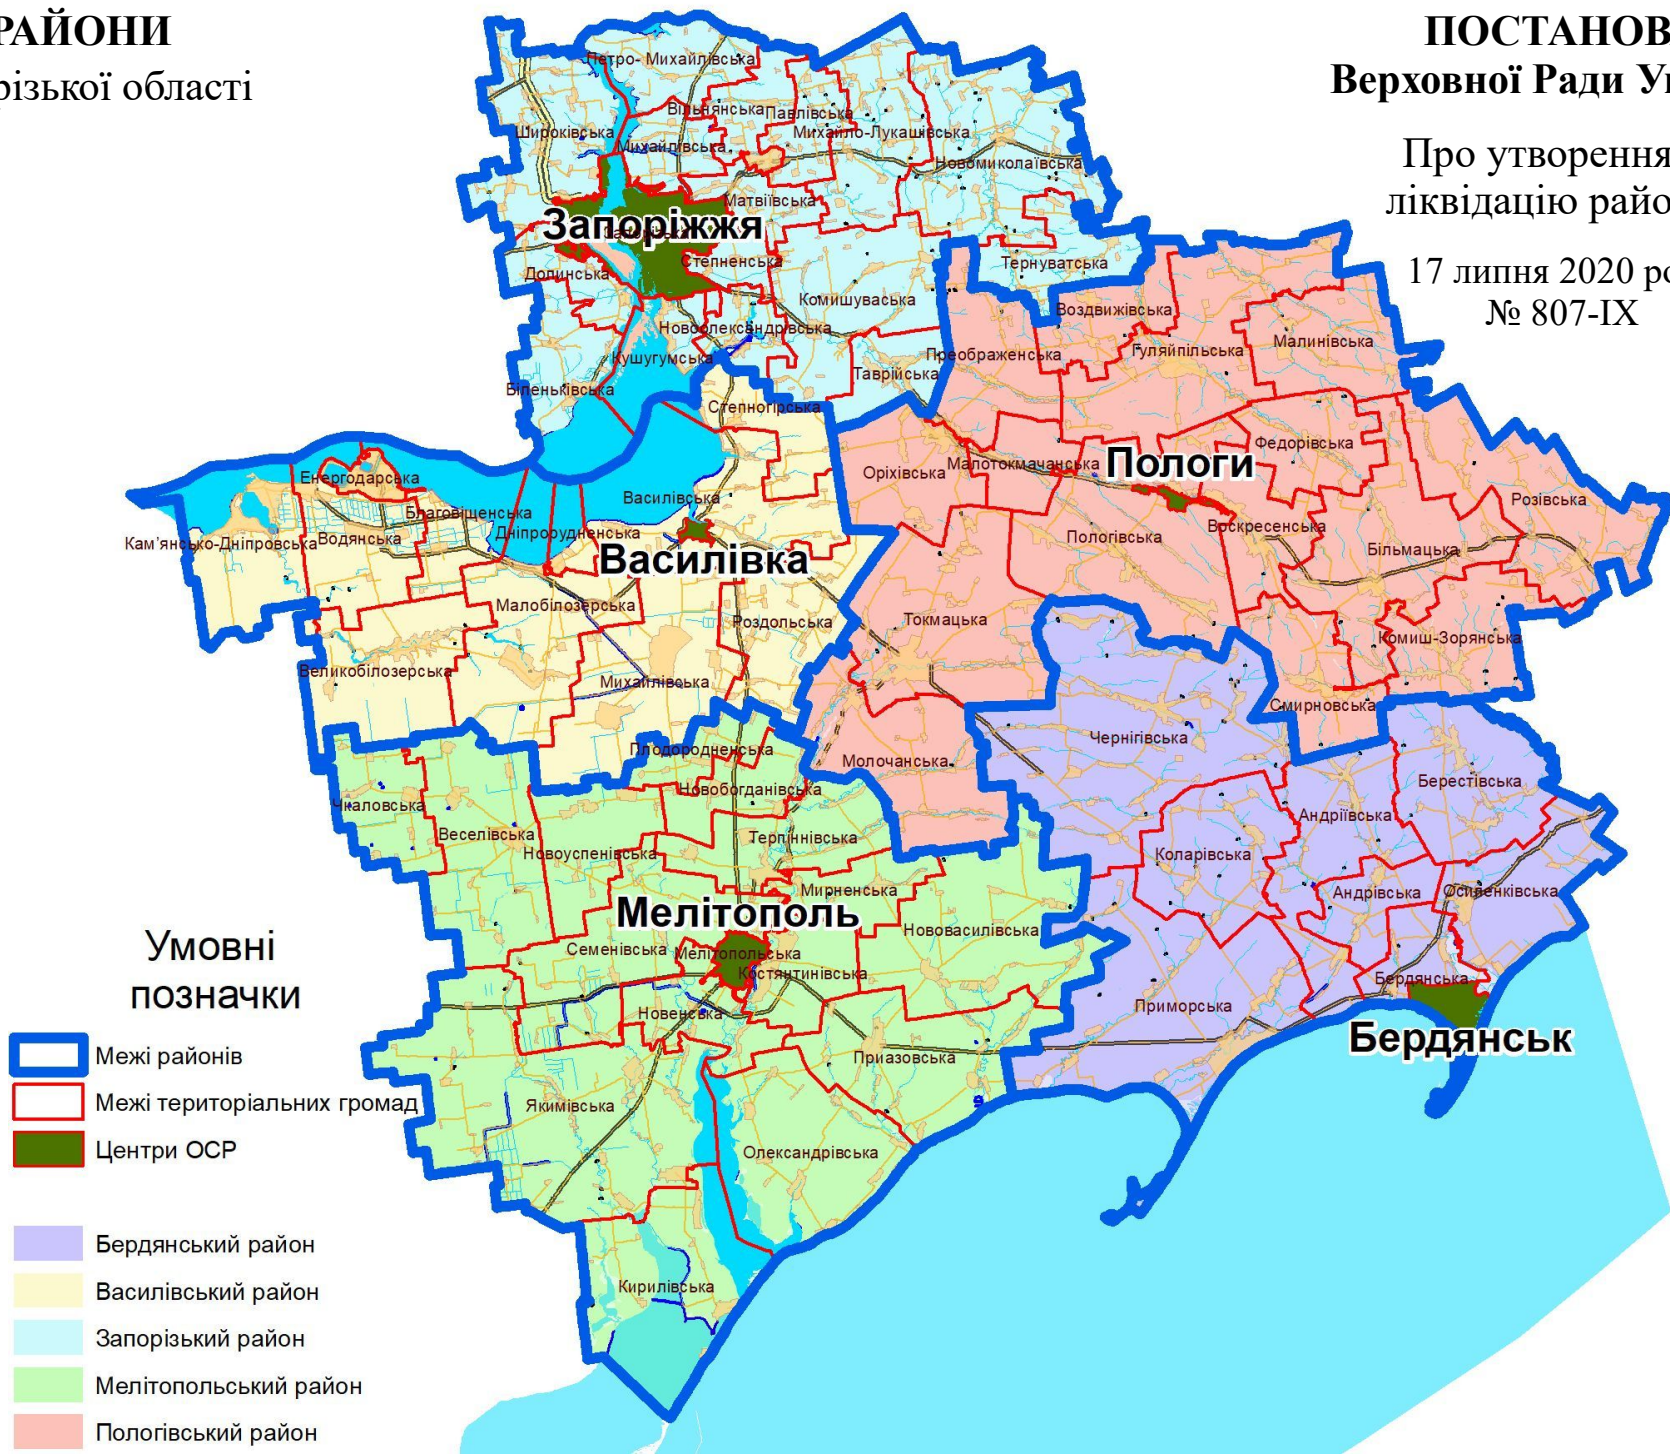 РАЙОНИ
різької області
ПОСТАНОВ
Верховної Ради Ук
Про утворення
ліквідацію райо
17 липня 2020 ро
№ 807-ІХ
Петро- Михайлівська
Вільнянська
Павлівська
Широківська
Михайлівська
Михайло-Лукашівська
Новомиколаївська
Матвіївська
Запоріжжя
Степненська
Тернуватська
Долинська
Комишуваська
Воздвижівська
Новоолександрівська
Гуляйпільська
Малинівська
Кушугумська
Преображенська
Таврійська
Біленьківська
Степногірська
Федорівська
Пологи
Оріхівська
Малотокмачанська
Енергодарська
Василівська
Розівська
Благовіщенська
Воскресенська
Дніпрорудненська
Пологівська
Кам'янсько-Дніпровська
Водянська
Більмацька
Василівка
Малобілозерська
Роздольська
Токмацька
Комиш-Зорянська
Великобілозерська
Михайлівська
Смирновська
Чернігівська
Плодородненська
Молочанська
Берестівська
Новобогданівська
Чкаловська
Андріївська
Веселівська
Терпіннівська
Новоуспенівська
Коларівська
Мирненська
Андрівська
Осипенківська
Мелітополь
Нововасилівська
Семенівська
Мелітопольська
Костянтинівська
Бердянська
Новенська
Приморська
Бердянськ
Приазовська
Якимівська
Олександрівська
Кирилівська
Умовні
позначки
Межі районів
Межі територіальних громад
Центри ОСР
Бердянський район
Василівський район
Запорізький район
Мелітопольський район
Пологівський район